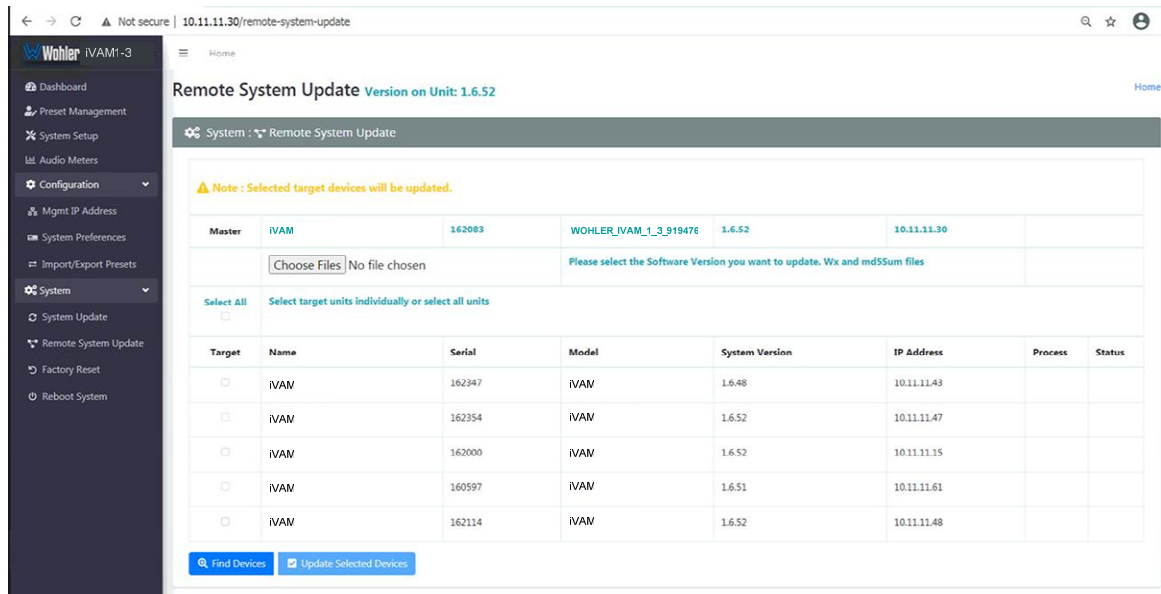 Not secure | 10.11.11.30/remote-system-update
Wohler iVAM1-3
Home
Dashboard
Preset Management
System Setup
Audio Meters
Configuration
Mgmt IP Address
System Preferences
Import/Export Presets
System
System Update
Remote System Update
Factory Reset
Reboot System
Remote System Update Version on Unit: 1.6.52
Home
System : Remote System Update
Note : Selected target devices will be updated.
Master iVAM 162083 WOHLER_IVAM_1_3_919476 1.6.52 10.11.11.30
Choose Files No file chosen Please select the Software Version you want to update. Wx and md5Sum files
Select All Select target units individually or select all units
Target Name Serial Model System Version IP Address Process Status
iVAM 162347 iVAM 1.6.48 10.11.11.43
iVAM 162354 iVAM 1.6.52 10.11.11.47
iVAM 162000 iVAM 1.6.52 10.11.11.15
iVAM 160597 iVAM 1.6.51 10.11.11.61
iVAM 162114 iVAM 1.6.52 10.11.11.48
Find Devices Update Selected Devices